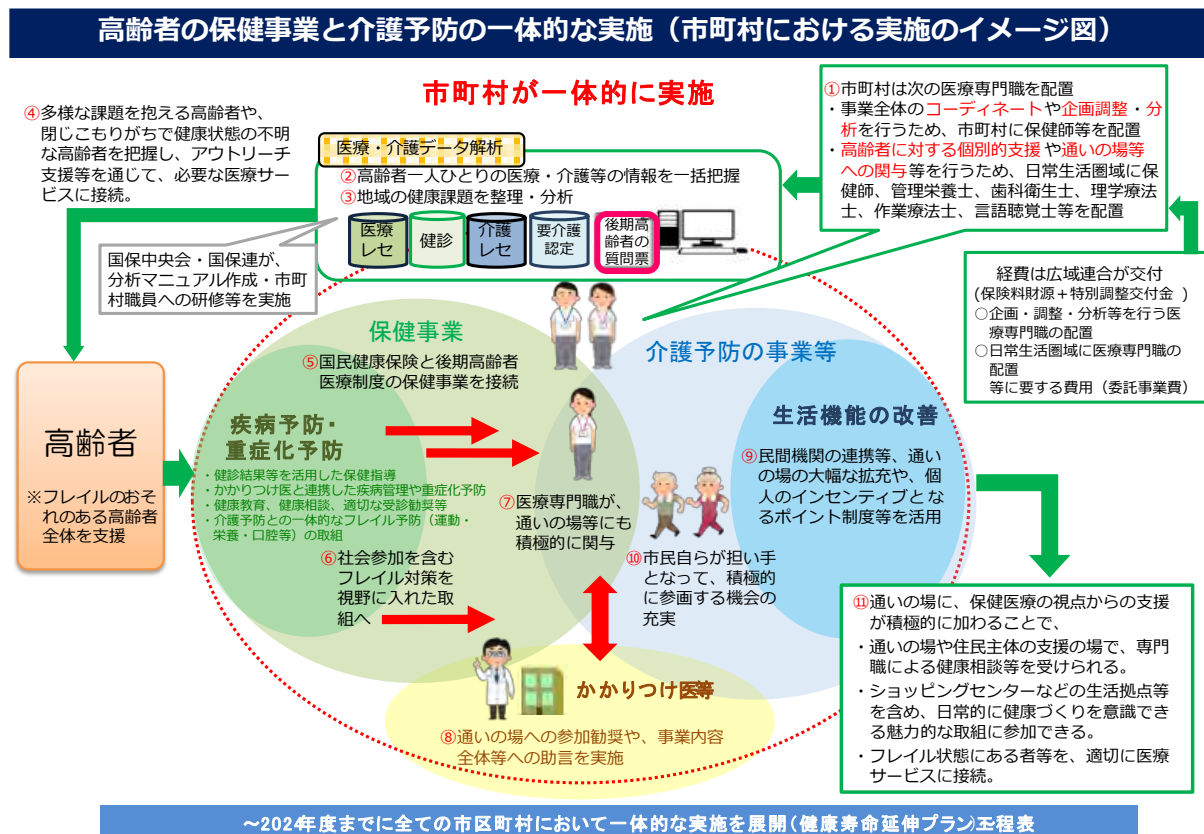 高齢者の保健事業と介護予防の一体的な実施（市町村における実施のイメージ図）
市町村が一体的に実施
④多様な課題を抱える高齢者や、
閉じこもりがちで健康状態の不明
な高齢者を把握し、アウトリーチ
支援等を通じて、必要な医療サー
ビスに接続。
医療・介護データ解析
②高齢者一人ひとりの医療・介護等の情報を一括把握
③地域の健康課題を整理・分析
医療
レセ
健診
介護
レセ
要介護
認定
後期高
齢者の
質問票
①市町村は次の医療専門職を配置
・事業全体のコーディネートや企画調整・分
析を行うため、市町村に保健師等を配置
・高齢者に対する個別的支援や通いの場等
への関与等を行うため、日常生活圏域に保
健師、管理栄養士、歯科衛生士、理学療法
士、作業療法士、言語聴覚士等を配置
国保中央会・国保連が、
分析マニュアル作成・市町
村職員への研修等を実施
経費は広域連合が交付
(保険料財源＋特別調整交付金 )
○企画・調整・分析等を行う医
療専門職の配置
○日常生活圏域に医療専門職の
配置
等に要する費用（委託事業費）
保健事業
⑤国民健康保険と後期高齢者
医療制度の保健事業を接続
介護予防の事業等
高齢者
※フレイルのおそ
れのある高齢者
全体を支援
疾病予防・
重症化予防
・健診結果等を活用した保健指導
・かかりつけ医と連携した疾病管理や重症化予防
・健康教育、健康相談、適切な受診勧奨等
・介護予防との一体的なフレイル予防（運動・
栄養・口腔等）の取組
⑥社会参加を含む
フレイル対策を
視野に入れた取
組へ
⑦医療専門職が、
通いの場等にも
積極的に関与
生活機能の改善
⑨民間機関の連携等、通い
の場の大幅な拡充や、個
人のインセンティブとな
るポイント制度等を活用
⑩市民自らが担い手
となって、積極的
に参画する機会の
充実
かかりつけ医等
⑧通いの場への参加勧奨や、事業内容
全体等への助言を実施
⑪通いの場に、保健医療の視点からの支援
が積極的に加わることで、
・通いの場や住民主体の支援の場で、専門
職による健康相談等を受けられる。
・ショッピングセンターなどの生活拠点等
を含め、日常的に健康づくりを意識でき
る魅力的な取組に参加できる。
・フレイル状態にある者等を、適切に医療
サービスに接続。
～2024年度までに全ての市区町村において一体的な実施を展開（健康寿命延伸プラン工程表